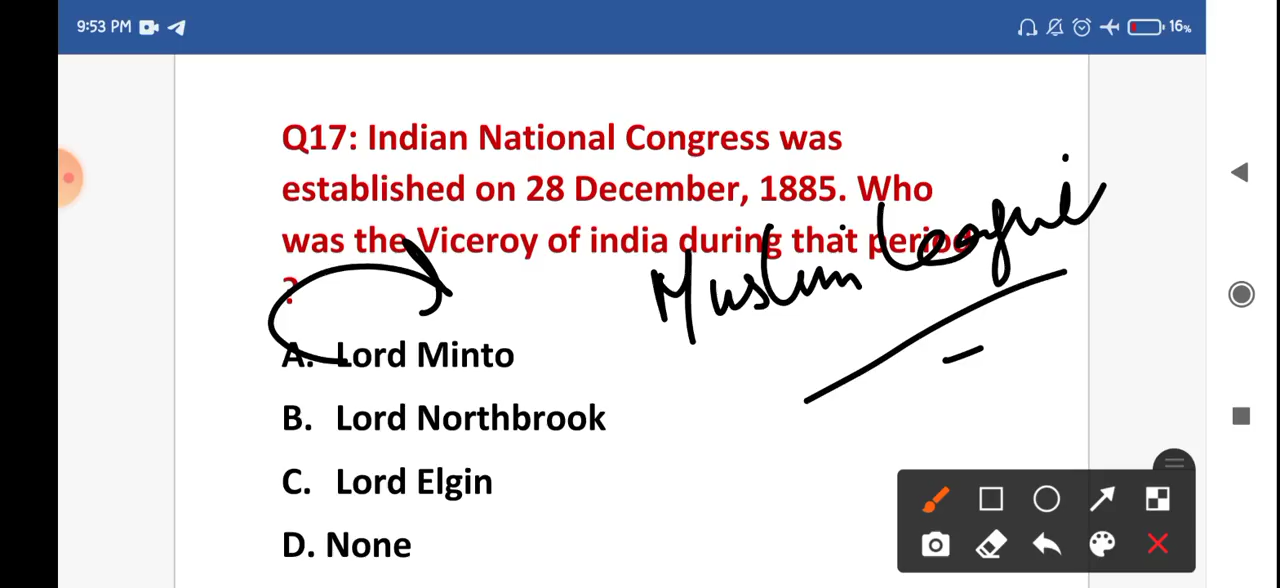 9:53 PM
16%
Q17: Indian National Congress was
established on 28 December, 1885. Who
was the Viceroy of india during that period
?
Muslim League
A. Lord Minto
B. Lord Northbrook
C. Lord Elgin
D. None